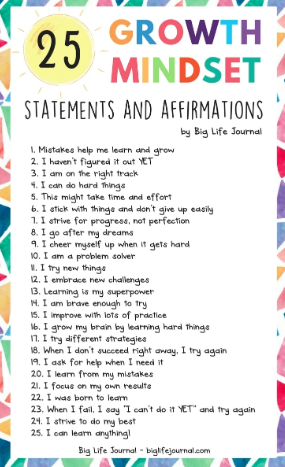 25
GROWTH
MINDSET
STATEMENTS AND AFFIRMATIONS
by Big Life Journal
1. Mistakes help me learn and grow
2. I haven't figured it out YET
3. I am on the right track
4. I can do hard things
5. This might take time and effort
6. I stick with things and don't give up easily
7. I strive for progress, not perfection
8. I go after my dreams
9. I cheer myself up when it gets hard
10. I am a problem solver
11. I try new things
12. I embrace new challenges
13. Learning is my superpower
14. I am brave enough to try
15. I improve with lots of practice
16. I grow my brain by learning hard things
17. I try different strategies
18. When I don't succeed right away, I try again
19. I ask for help when I need it
20. I learn from my mistakes
21. I focus on my own results
22. I was born to learn
23. When I fail, I say "I can't do it YET" and try again
24. I strive to do my best
25. I can learn anything!
Big Life Journal - biglifejournal.com